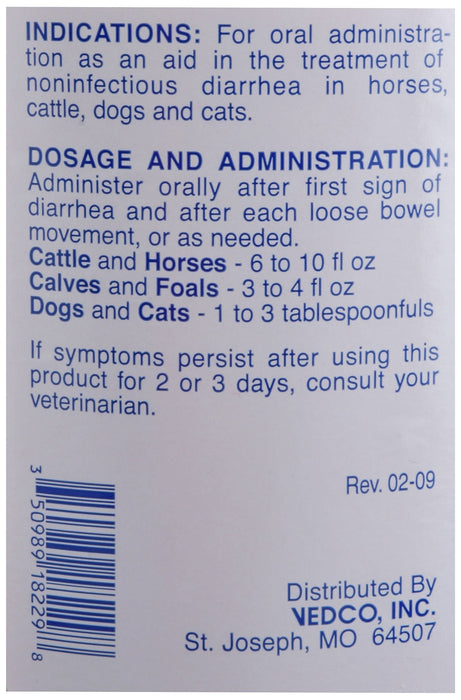 INDICATIONS: For oral administra-
tion as an aid in the treatment of
noninfectious diarrhea in horses,
cattle, dogs and cats.
DOSAGE AND ADMINISTRATION:
Administer orally after first sign of
diarrhea and after each loose bowel
movement, or as needed.
Cattle and Horses - 6 to 10 fl oz
Calves and Foals - 3 to 4 fl oz
Dogs and Cats - 1 to 3 tablespoonfuls
If symptoms persist after using this
product for 2 or 3 days, consult your
veterinarian.
3 50989 18229 8
Rev. 02-09
Distributed By
VEDCO, INC.
St. Joseph, MO 64507